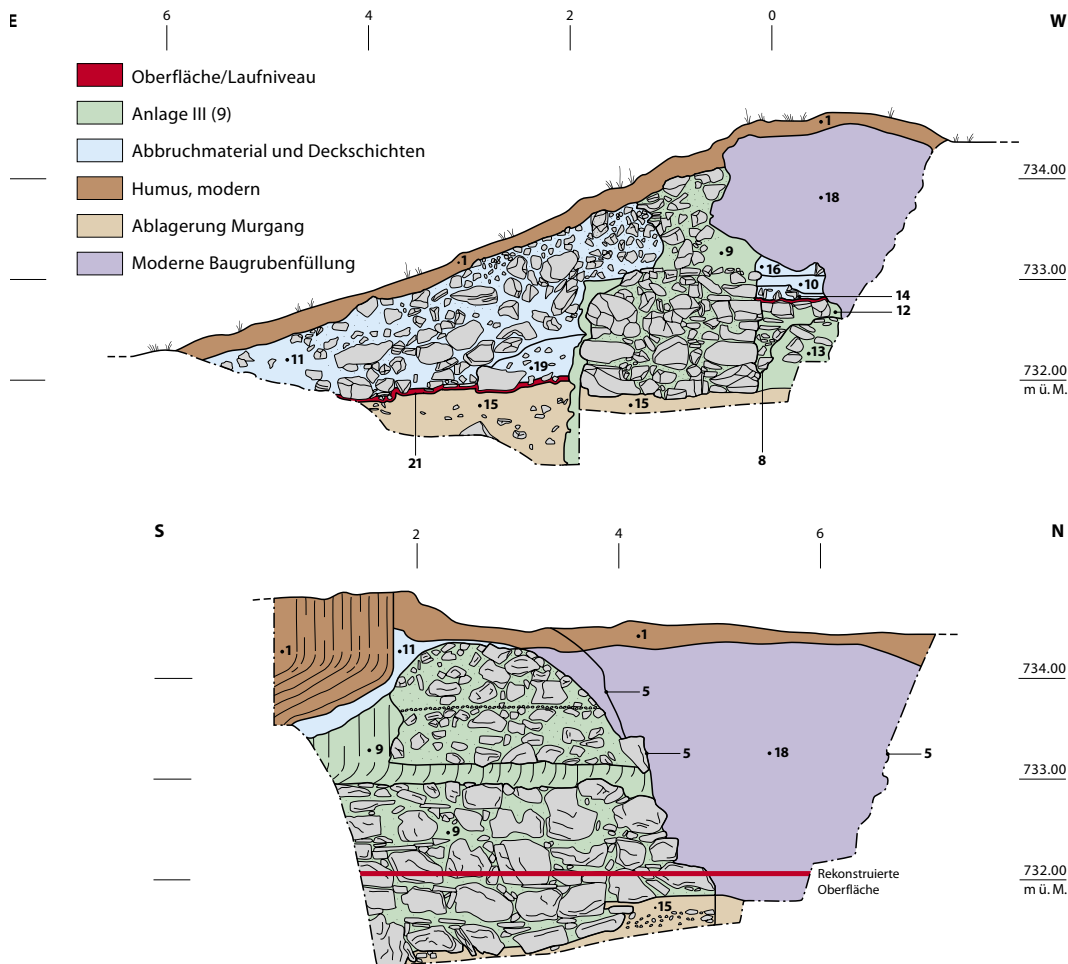 E 6 4 2 0 W
Oberfläche/Laufniveau
Anlage III (9)
Abbruchmaterial und Deckschichten
Humus, modern
Ablagerung Murgang
Moderne Baugrubenfüllung
1
734.00
18
9
1
16
733.00
10
14
12
13
11
19
732.00
m ü. M.
15
15
21
8
S 2 4 6 N
1
1
11
734.00
5
9
5
18
5
733.00
9
732.00
Rekonstruierte
Oberfläche
m ü. M.
15